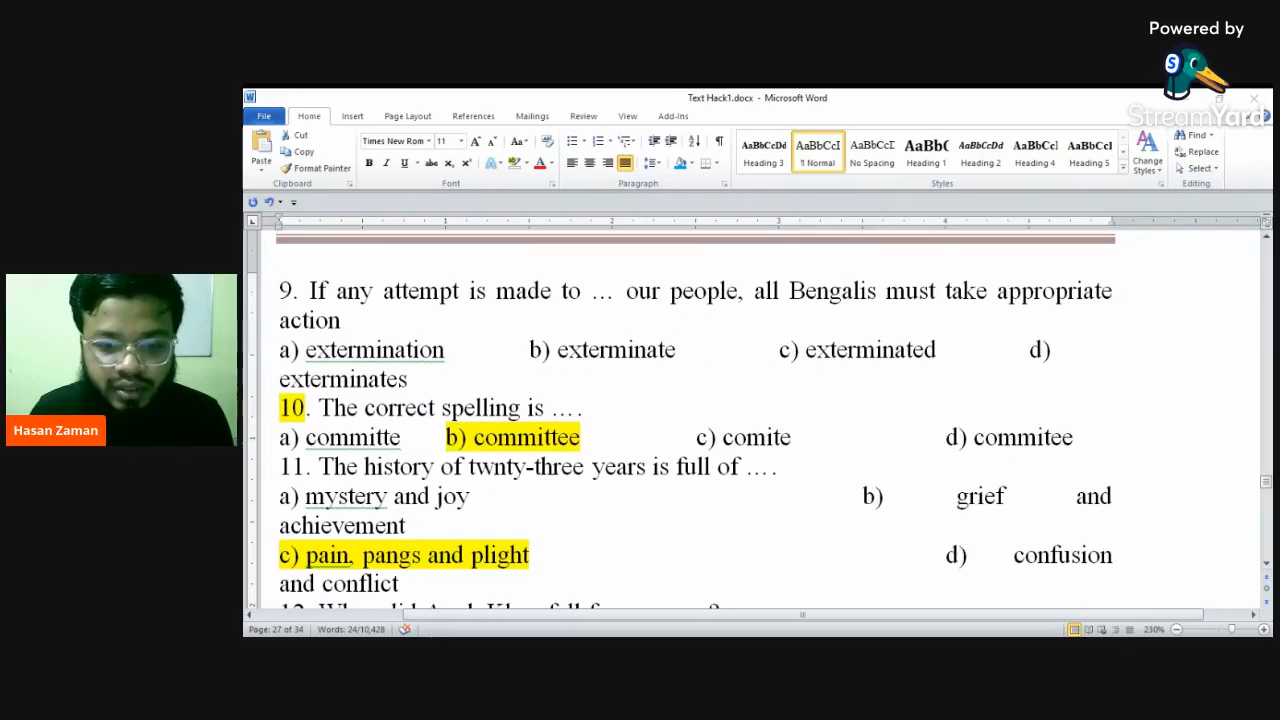 Powered by
S
StreamYard
Text Hack1.docx - Microsoft Word
File Home Insert Page Layout References Mailings Review View Add-Ins
Paste
Cut
Copy
Format Painter
Clipboard
Times New Rom 11
Font
Paragraph
AaBbCcDd AaBbCcI AaBbCcI AaBbC AaBbCcDd AaBbCcI AaBbCcI
Heading 3 ¶ Normal No Spacing Heading 1 Heading 2 Heading 4 Heading 5
Change Styles
Styles
Find
Replace
Select
Editing
9. If any attempt is made to … our people, all Bengalis must take appropriate
action
a) extermination b) exterminate c) exterminated d)
exterminates
10. The correct spelling is ….
a) committe b) committee c) comite d) commitee
11. The history of twnty-three years is full of ….
a) mystery and joy b) grief and
achievement
c) pain, pangs and plight d) confusion
and conflict
Hasan Zaman
Page: 27 of 34 Words: 24/10,428 230%